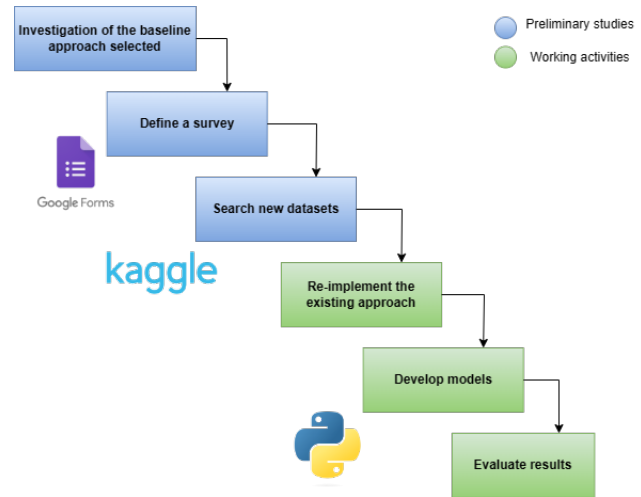 Investigation of the baseline
approach selected
Preliminary studies
Working activities
Define a survey
Google Forms
Search new datasets
kaggle
Re-implement the
existing approach
Develop models
Evaluate results